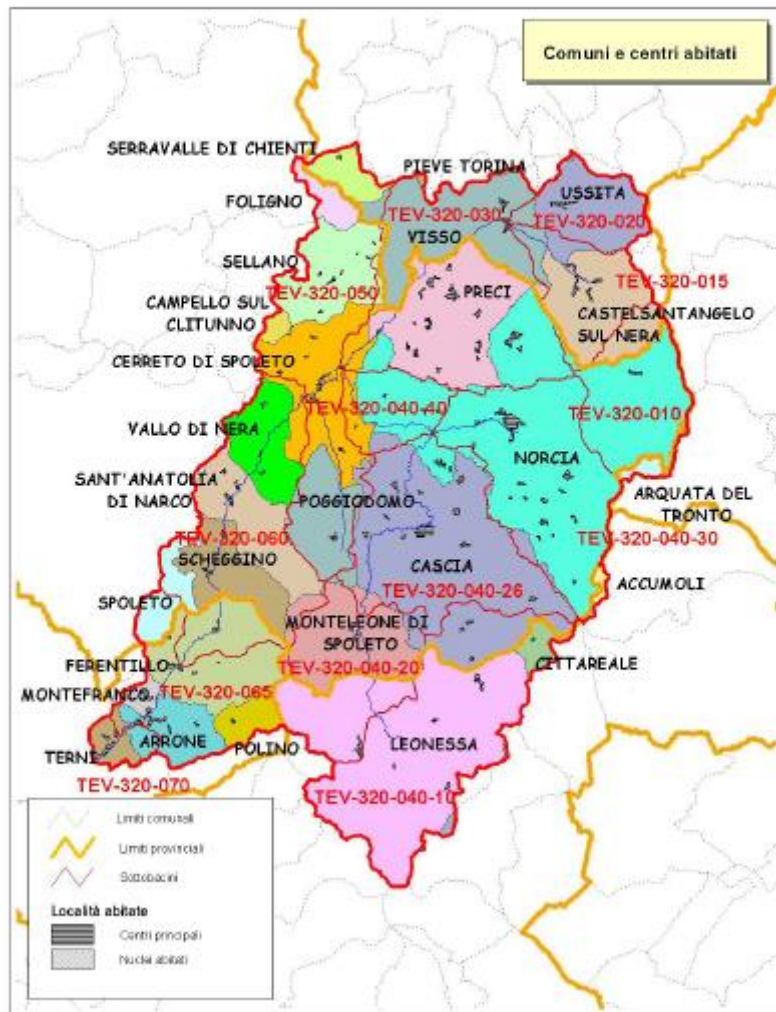 Comuni e centri abitati
SERRAVALLE DI CHIENTI
PIEVE TORINA
USSITA
FOLIGNO
TEV-320-030
TEV-320-020
VISSO
SELLANO
TEV-320-050
TEV-320-015
PRECI
CAMPELLO SUL
CLITUNNO
CASTELSANTANGELO
SUL NERA
CERRETO DI SPOLETO
TEV-320-040-40
TEV-320-010
VALLO DI NERA
NORCIA
SANT'ANATOLIA
DI NARCO
POGGIODOMO
ARQUATA DEL
TRONTO
TEV-320-060
TEV-320-040-30
SCHEGGINO
CASCIA
TEV-320-040-26
ACCUMOLI
SPOLETO
MONTELEONE DI
SPOLETO
FERENTILLO
TEV-320-040-20
CITTAREALE
MONTEFRANCO
TEV-320-065
TERNI
ARRONE
POLINO
LEONESSA
TEV-320-070
TEV-320-040-10
Limiti comunali
Limiti provinciali
Sottobacini
Località abitate
Centri principali
Nuclei abitati